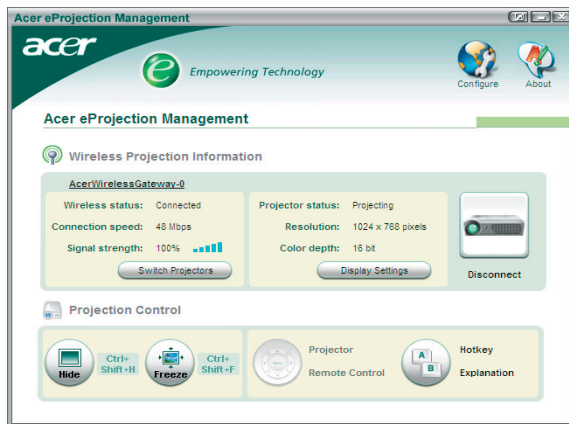 Acer eProjection Management
acer
e Empowering Technology
Configure
About
Acer eProjection Management
Wireless Projection Information
AcerWirelessGateway-0
Wireless status: Connected
Connection speed: 48 Mbps
Signal strength: 100%
Switch Projectors
Projector status: Projecting
Resolution: 1024 x 768 pixels
Color depth: 16 bit
Display Settings
Disconnect
Projection Control
Hide
Ctrl+
Shift+H
Freeze
Ctrl+
Shift+F
Projector
Remote Control
A
B
Hotkey
Explanation